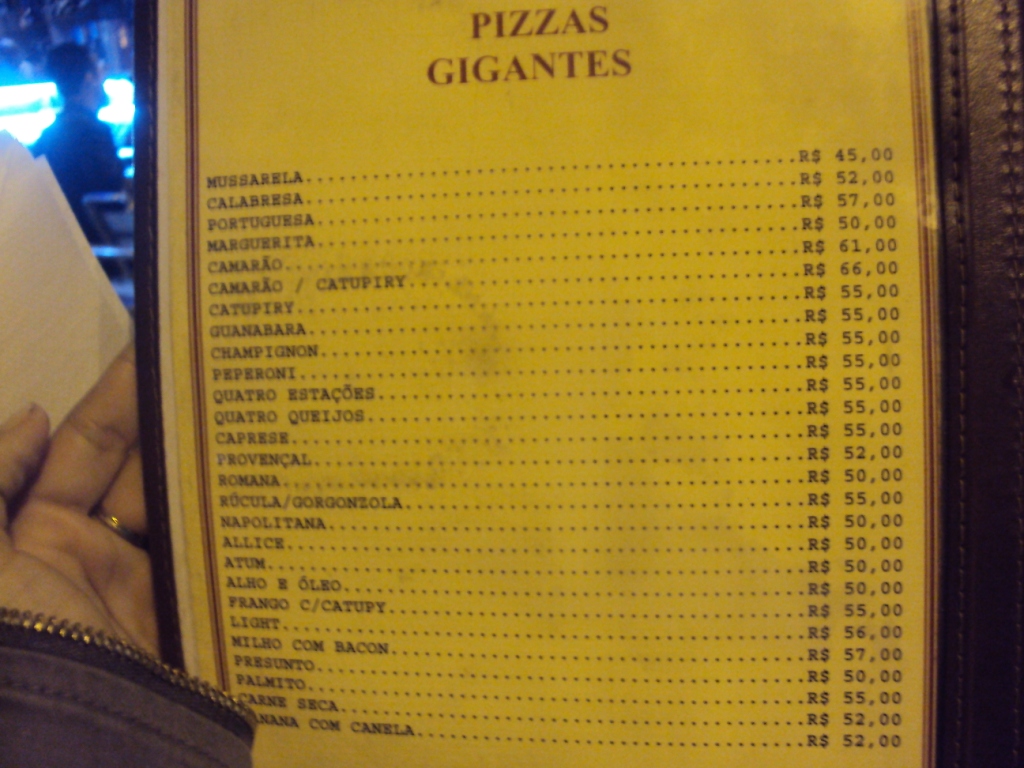 PIZZAS
GIGANTES
MUSSARELA R$ 45,00
CALABRESA R$ 52,00
PORTUGUESA R$ 57,00
MARGUERITA R$ 50,00
CAMARÃO R$ 61,00
CAMARÃO / CATUPIRY R$ 66,00
CATUPIRY R$ 55,00
GUANABARA R$ 55,00
CHAMPIGNON R$ 55,00
PEPERONI R$ 55,00
QUATRO ESTAÇÕES R$ 55,00
QUATRO QUEIJOS R$ 55,00
CAPRESE R$ 55,00
PROVENÇAL R$ 52,00
ROMANA R$ 50,00
RÚCULA/GORGONZOLA R$ 55,00
NAPOLITANA R$ 50,00
ALLICE R$ 50,00
ATUM R$ 50,00
ALHO E ÓLEO R$ 50,00
FRANGO C/CATUPY R$ 55,00
LIGHT R$ 56,00
MILHO COM BACON R$ 57,00
PRESUNTO R$ 50,00
PALMITO R$ 55,00
CARNE SECA R$ 52,00
ANANA COM CANELA R$ 52,00